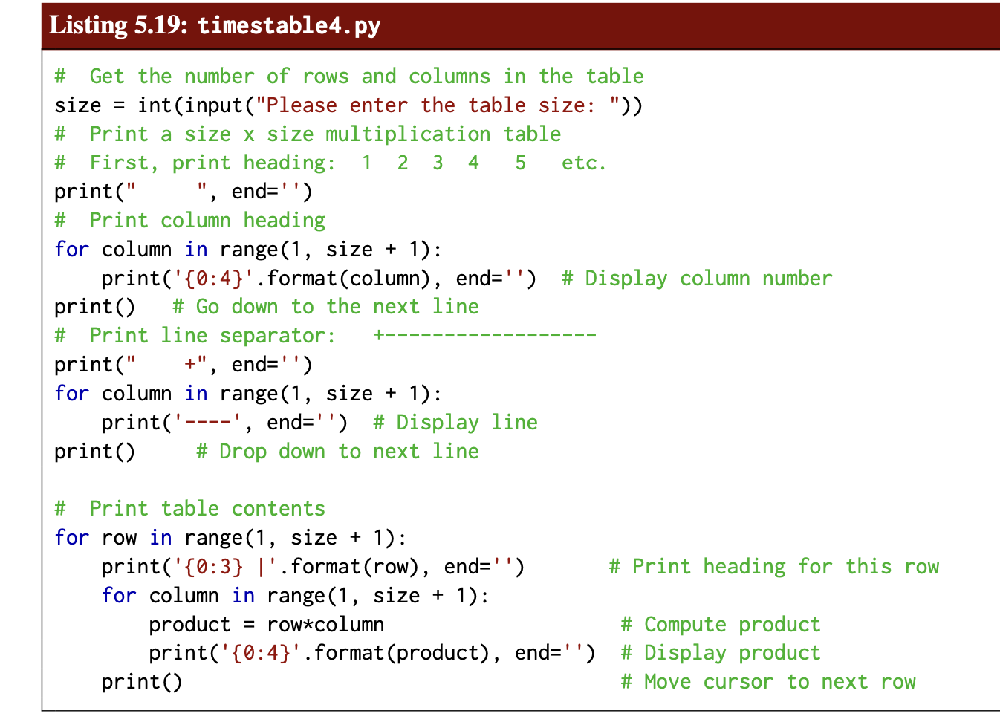 Listing 5.19: timestable4.py
#  Get the number of rows and columns in the table
size = int(input("Please enter the table size: "))
#  Print a size x size multiplication table
#  First, print heading:  1  2  3  4   5   etc.
print("     ", end='')
#  Print column heading
for column in range(1, size + 1):
    print('{0:4}'.format(column), end='')  # Display column number
print()   # Go down to the next line
#  Print line separator:   +------------------
print("    +", end='')
for column in range(1, size + 1):
    print('----', end='')  # Display line
print()     # Drop down to next line

#  Print table contents
for row in range(1, size + 1):
    print('{0:3} |'.format(row), end='')       # Print heading for this row
    for column in range(1, size + 1):
        product = row*column                    # Compute product
        print('{0:4}'.format(product), end='')  # Display product
    print()                                     # Move cursor to next row